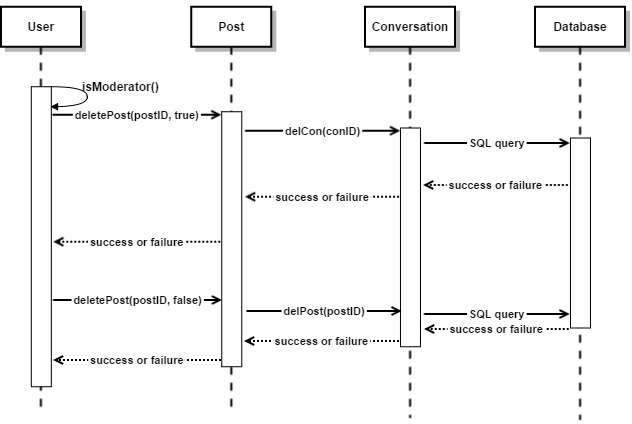 User
Post
Conversation
Database
isModerator()
deletePost(postID, true)
delCon(conID)
SQL query
success or failure
success or failure
success or failure
deletePost(postID, false)
delPost(postID)
SQL query
success or failure
success or failure
success or failure